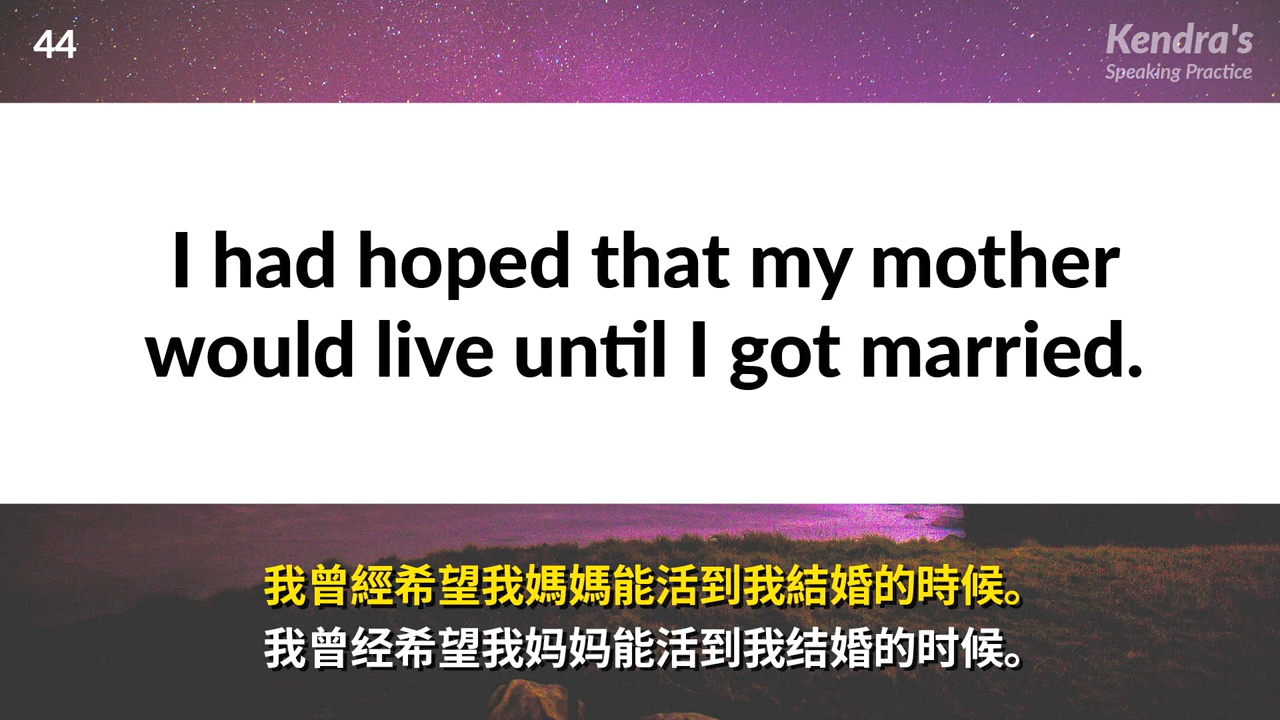 44
Kendra's
Speaking Practice
I had hoped that my mother
would live until I got married.
我曾經希望我媽媽能活到我結婚的時候。
我曾经希望我妈妈能活到我结婚的时候。